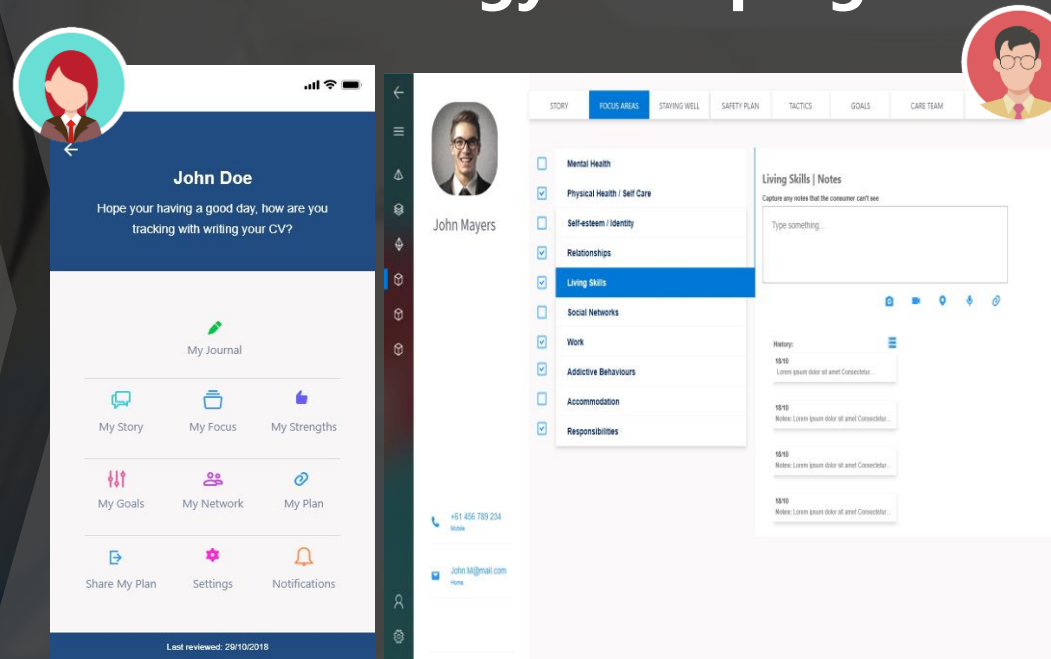 John Doe
Hope your having a good day, how are you
tracking with writing your CV?
My Journal
My Story
My Focus
My Strengths
My Goals
My Network
My Plan
Share My Plan
Settings
Notifications
Last reviewed: 29/10/2018
John Mayers
+61 456 789 234
Mobile
John.M@mail.com
Home
STORY
FOCUS AREAS
STAYING WELL
SAFETY PLAN
TACTICS
GOALS
CARE TEAM
Mental Health
Physical Health / Self Care
Self-esteem / Identity
Relationships
Living Skills
Social Networks
Work
Addictive Behaviours
Accommodation
Responsibilities
Living Skills | Notes
Capture any notes that the consumer can't see
Type something...
History:
18/10
Lorem ipsum dolor sit amet Consectetur...
18/10
Notes: Lorem ipsum dolor sit amet Consectetur...
18/10
Notes: Lorem ipsum dolor sit amet Consectetur...
18/10
Notes: Lorem ipsum dolor sit amet Consectetur...